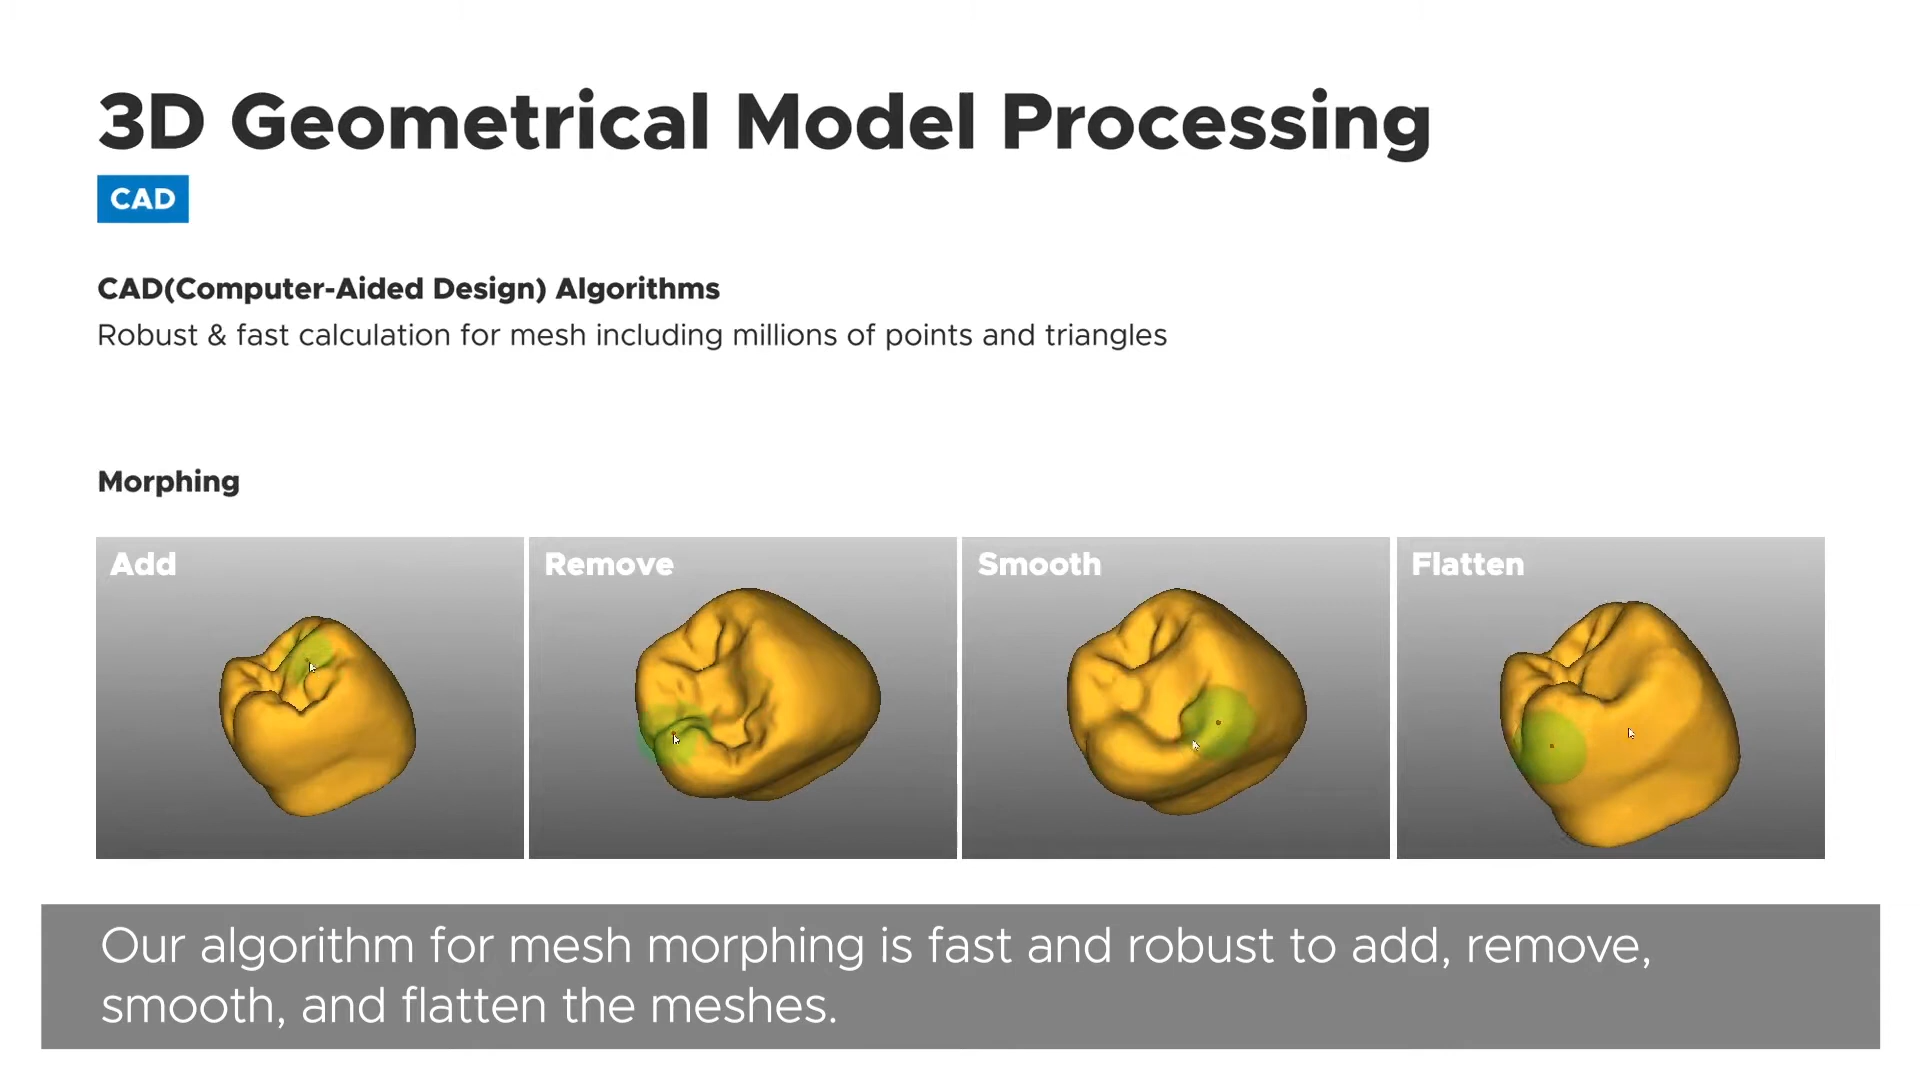 3D Geometrical Model Processing
CAD
CAD(Computer-Aided Design) Algorithms
Robust & fast calculation for mesh including millions of points and triangles
Morphing
Add
Remove
Smooth
Flatten
Our algorithm for mesh morphing is fast and robust to add, remove,
smooth, and flatten the meshes.